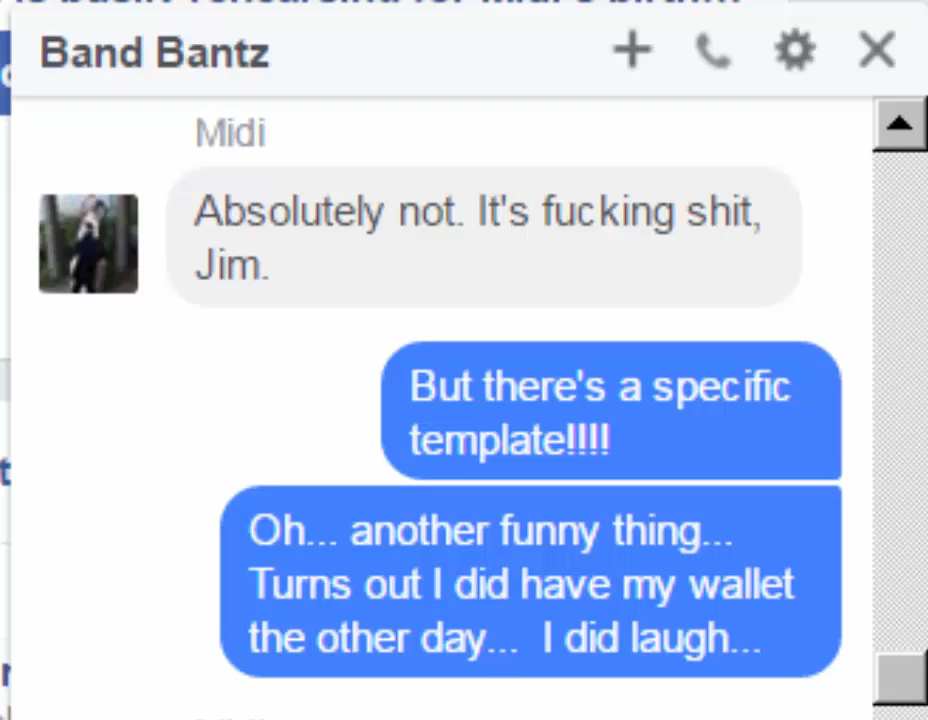 Band Bantz
Midi
Absolutely not. It's fucking shit,
Jim.
But there's a specific
template!!!!
Oh... another funny thing...
Turns out I did have my wallet
the other day... I did laugh...